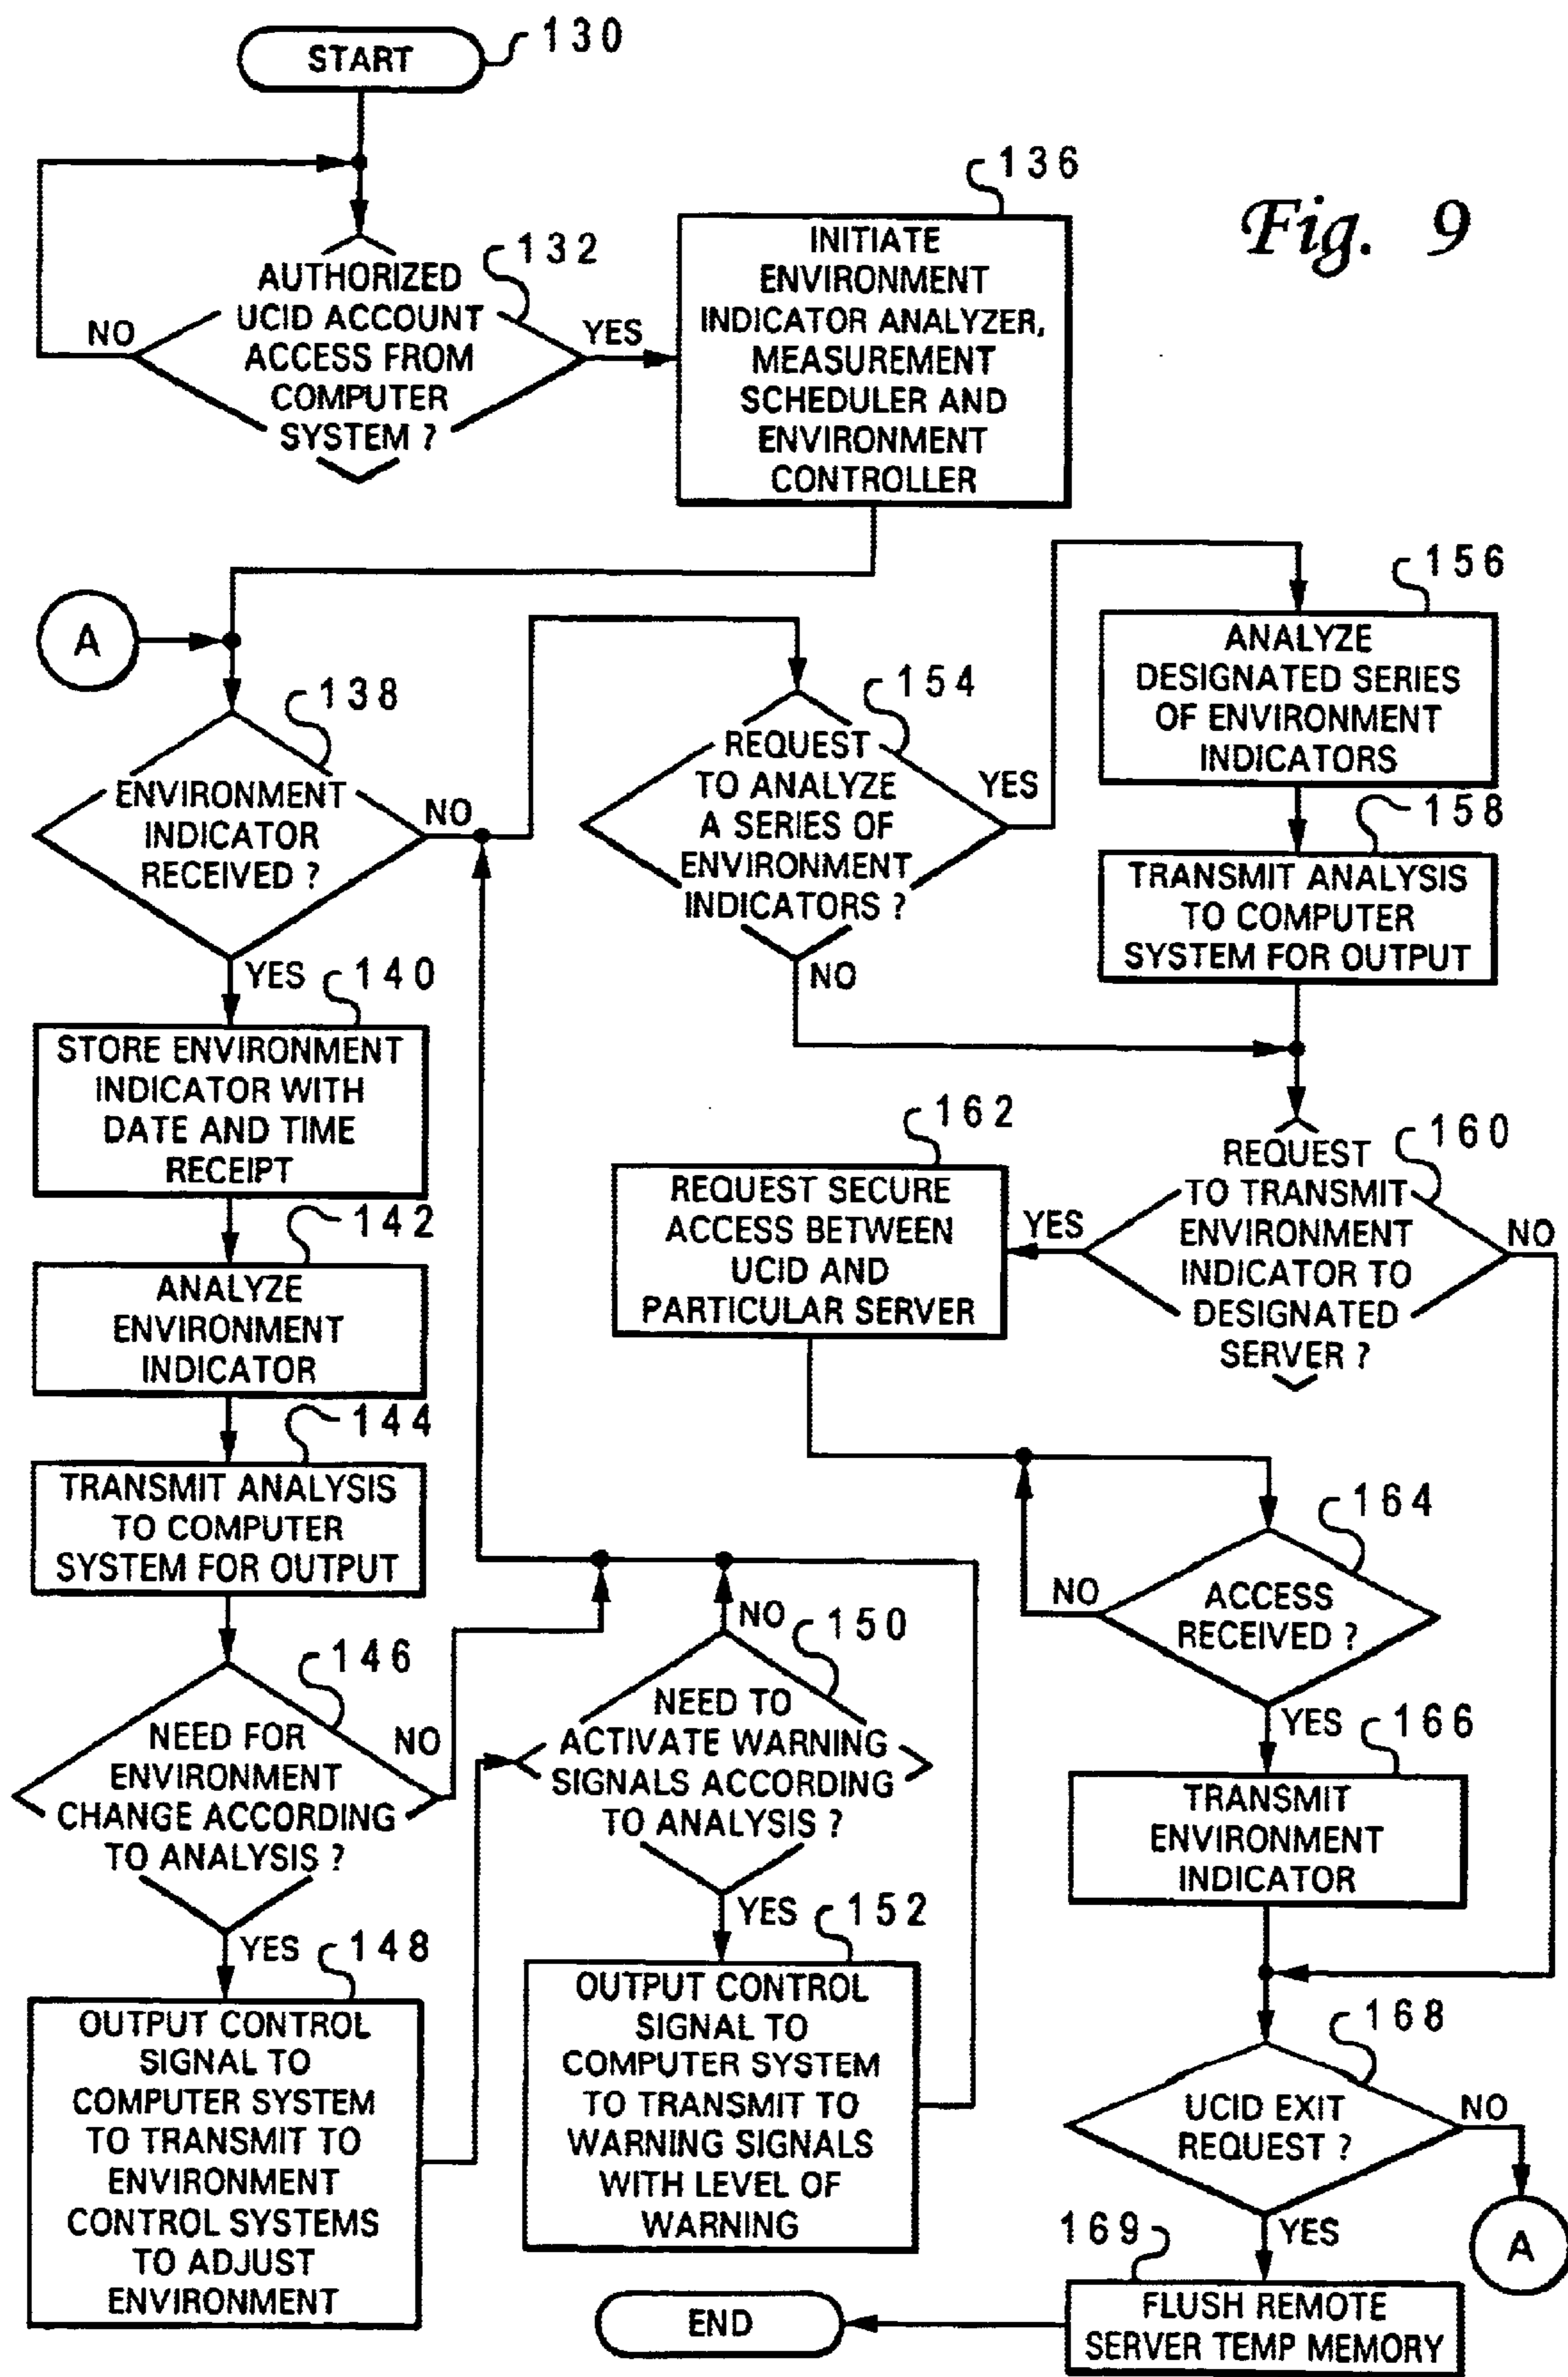 START
130
Fig. 9
AUTHORIZED
UCID ACCOUNT
ACCESS FROM
COMPUTER
SYSTEM ?
132
NO
YES
136
INITIATE
ENVIRONMENT
INDICATOR ANALYZER,
MEASUREMENT
SCHEDULER AND
ENVIRONMENT
CONTROLLER
A
138
ENVIRONMENT
INDICATOR
RECEIVED ?
NO
YES
140
STORE ENVIRONMENT
INDICATOR WITH
DATE AND TIME
RECEIPT
142
ANALYZE
ENVIRONMENT
INDICATOR
144
TRANSMIT ANALYSIS
TO COMPUTER
SYSTEM FOR OUTPUT
146
NEED FOR
ENVIRONMENT
CHANGE ACCORDING
TO ANALYSIS ?
NO
YES
148
OUTPUT CONTROL
SIGNAL TO
COMPUTER SYSTEM
TO TRANSMIT TO
ENVIRONMENT
CONTROL SYSTEMS
TO ADJUST
ENVIRONMENT
NO
150
NEED TO
ACTIVATE WARNING
SIGNALS ACCORDING
TO ANALYSIS ?
YES
152
OUTPUT CONTROL
SIGNAL TO
COMPUTER SYSTEM
TO TRANSMIT TO
WARNING SIGNALS
WITH LEVEL OF
WARNING
154
REQUEST
TO ANALYZE
A SERIES OF
ENVIRONMENT
INDICATORS ?
YES
NO
156
ANALYZE
DESIGNATED SERIES
OF ENVIRONMENT
INDICATORS
158
TRANSMIT ANALYSIS
TO COMPUTER
SYSTEM FOR OUTPUT
160
REQUEST
TO TRANSMIT
ENVIRONMENT
INDICATOR TO
DESIGNATED
SERVER ?
YES
NO
162
REQUEST SECURE
ACCESS BETWEEN
UCID AND
PARTICULAR SERVER
164
ACCESS
RECEIVED ?
NO
YES
166
TRANSMIT
ENVIRONMENT
INDICATOR
168
UCID EXIT
REQUEST ?
NO
A
YES
169
FLUSH REMOTE
SERVER TEMP MEMORY
END